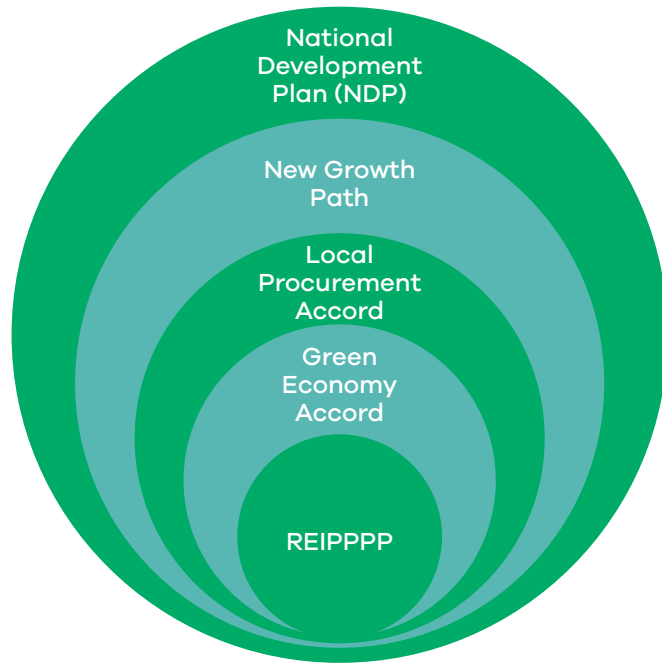 National
Development
Plan (NDP)
New Growth
Path
Local
Procurement
Accord
Green
Economy
Accord
REIPPPP